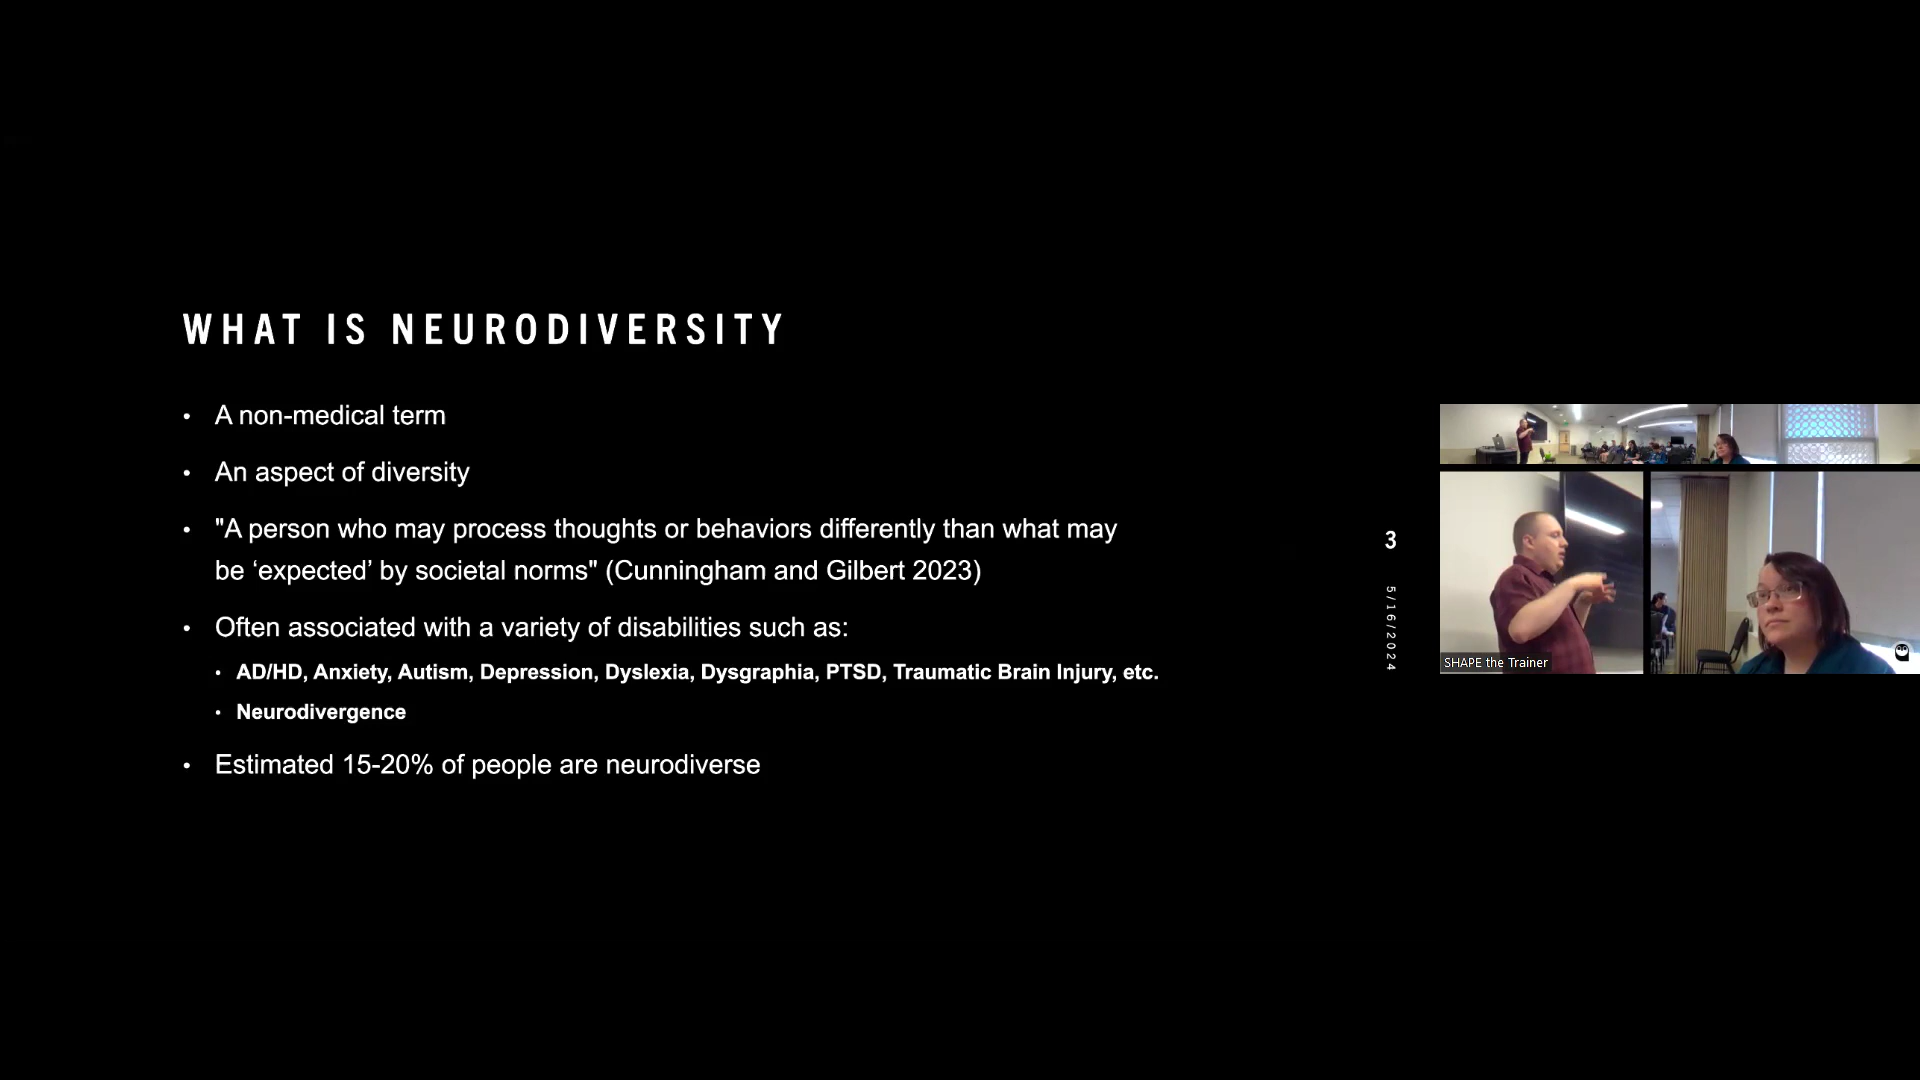 WHAT IS NEURODIVERSITY
• A non-medical term
• An aspect of diversity
• "A person who may process thoughts or behaviors differently than what may
be ‘expected’ by societal norms" (Cunningham and Gilbert 2023)
• Often associated with a variety of disabilities such as:
• AD/HD, Anxiety, Autism, Depression, Dyslexia, Dysgraphia, PTSD, Traumatic Brain Injury, etc.
• Neurodivergence
• Estimated 15-20% of people are neurodiverse
3
5/16/2024
SHAPE the Trainer